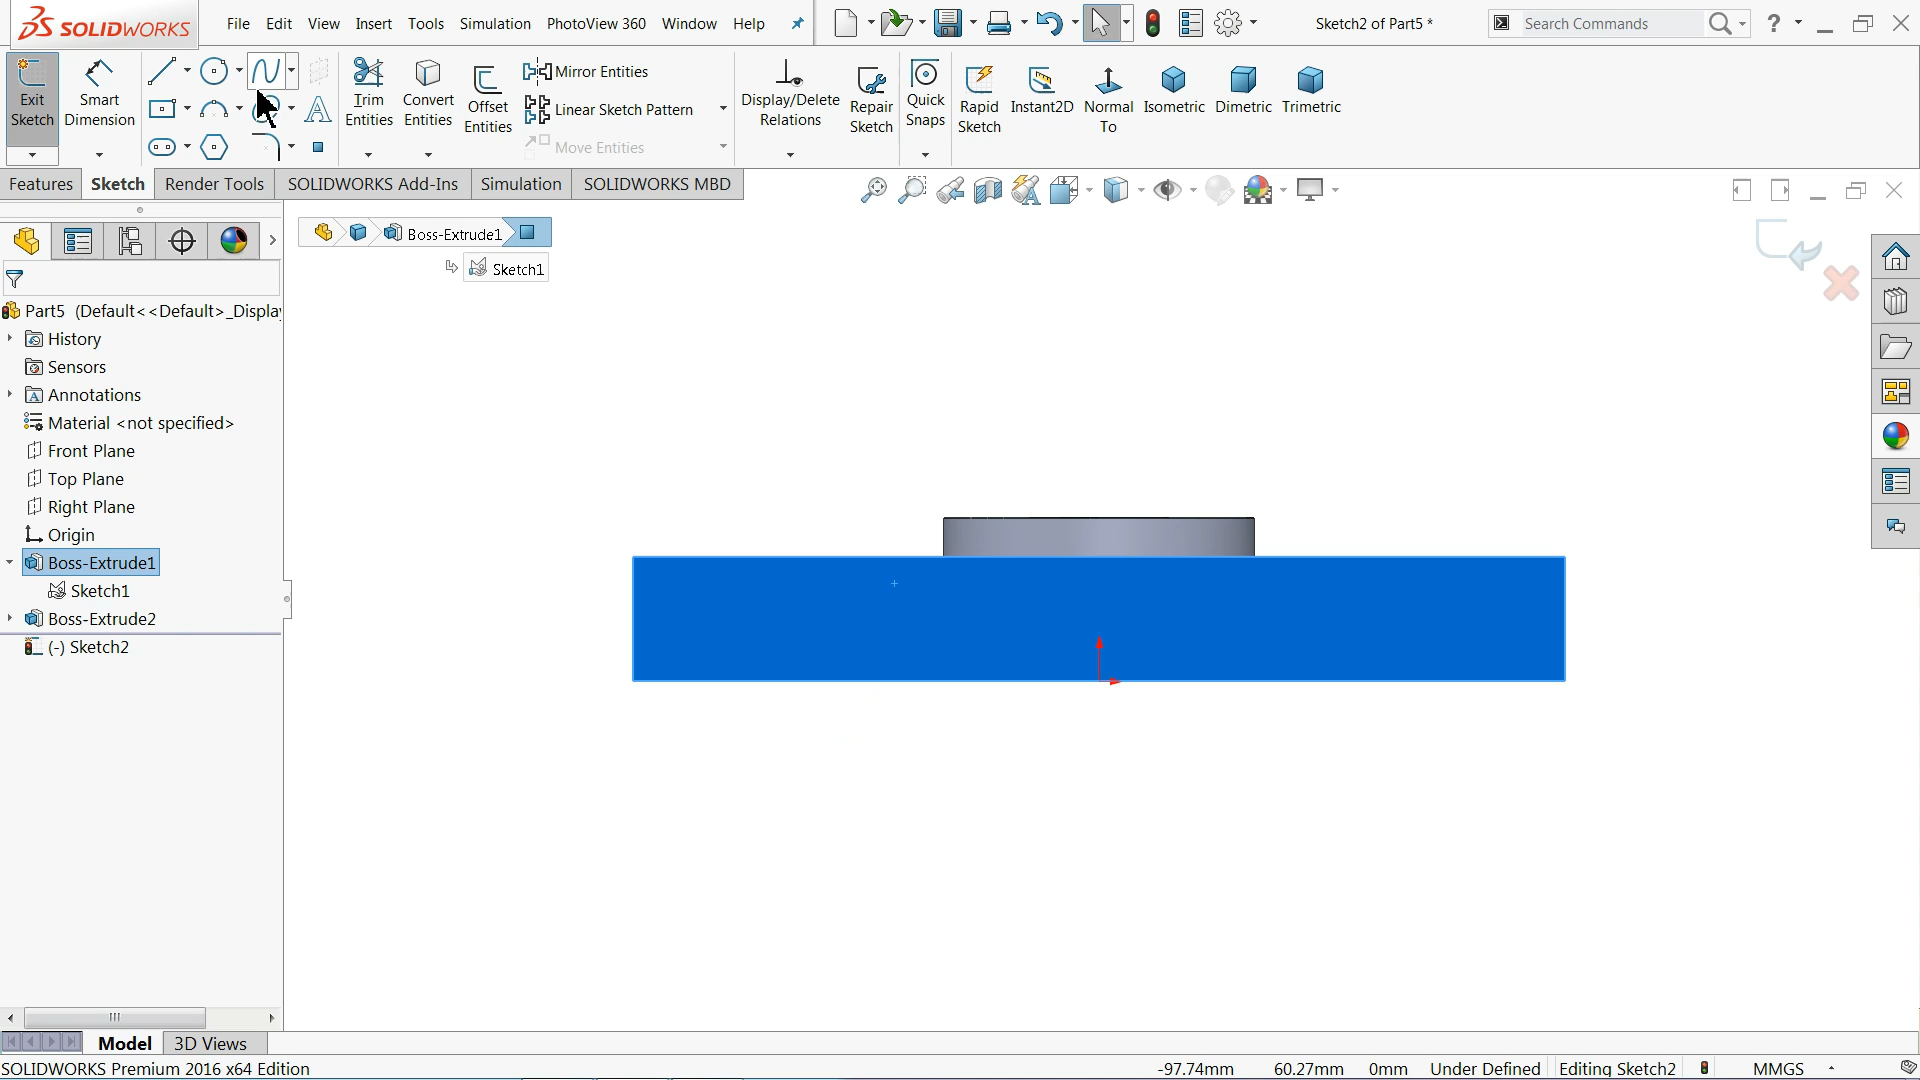 SOLIDWORKS
File Edit View Insert Tools Simulation PhotoView 360 Window Help
Sketch2 of Part5 *
Search Commands
?
Exit Sketch
Smart Dimension
Trim Entities
Convert Entities
Offset Entities
Mirror Entities
Linear Sketch Pattern
Move Entities
Display/Delete Relations
Repair Sketch
Quick Snaps
Rapid Sketch
Instant2D
Normal To
Isometric
Dimetric
Trimetric
Features Sketch Render Tools SOLIDWORKS Add-Ins Simulation SOLIDWORKS MBD
Boss-Extrude1
Sketch1
Part5 (Default<<Default>_Displa
History
Sensors
Annotations
Material <not specified>
Front Plane
Top Plane
Right Plane
Origin
Boss-Extrude1
Sketch1
Boss-Extrude2
(-) Sketch2
Model 3D Views
SOLIDWORKS Premium 2016 x64 Edition
-97.74mm 60.27mm 0mm Under Defined Editing Sketch2 MMGS